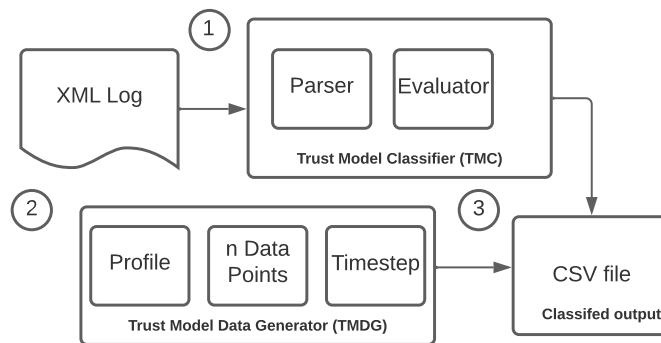 1
XML Log
Parser
Evaluator
Trust Model Classifier (TMC)
2
3
Profile
n Data
Points
Timestep
Trust Model Data Generator (TMDG)
CSV file
Classifed output